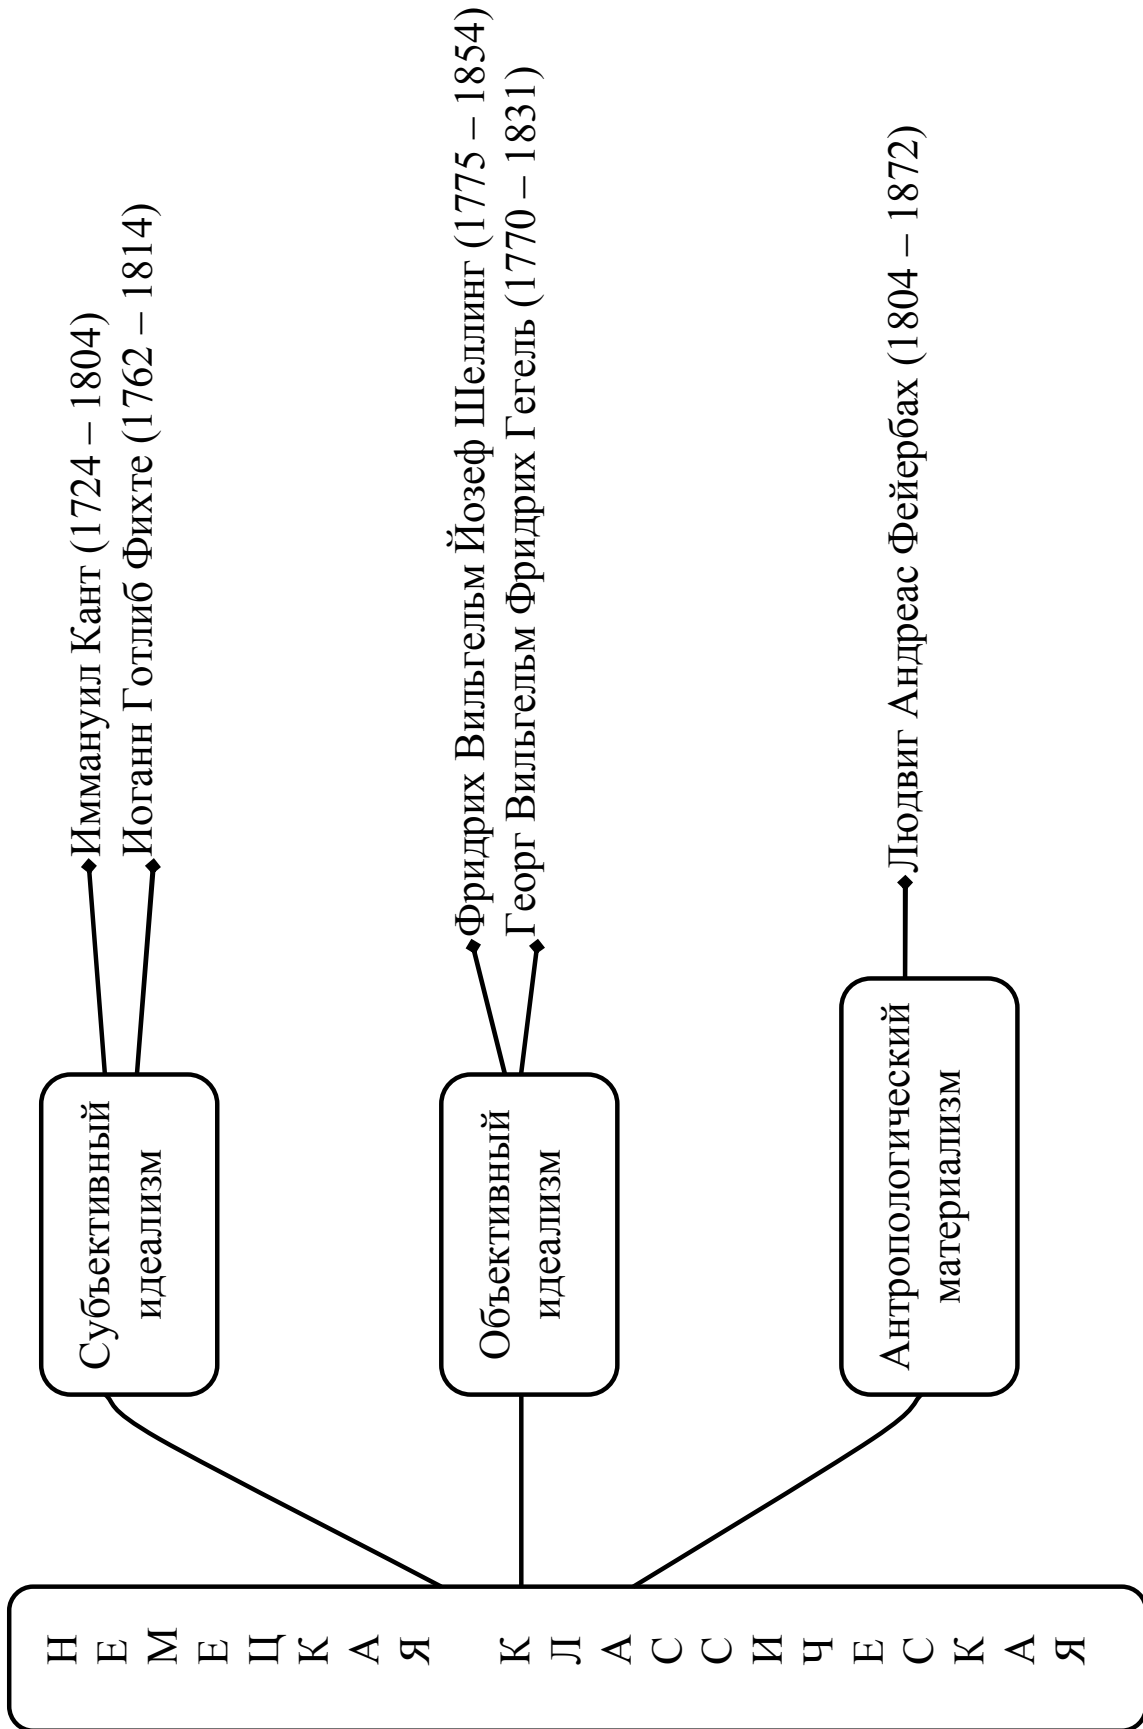 НЕМЕЦКАЯ КЛАССИЧЕСКАЯ
Субъективный
идеализм
Иммануил Кант (1724 – 1804)
Иоганн Готлиб Фихте (1762 – 1814)
Объективный
идеализм
Фридрих Вильгельм Йозеф Шеллинг (1775 – 1854)
Георг Вильгельм Фридрих Гегель (1770 – 1831)
Антропологический
материализм
Людвиг Андреас Фейербах (1804 – 1872)